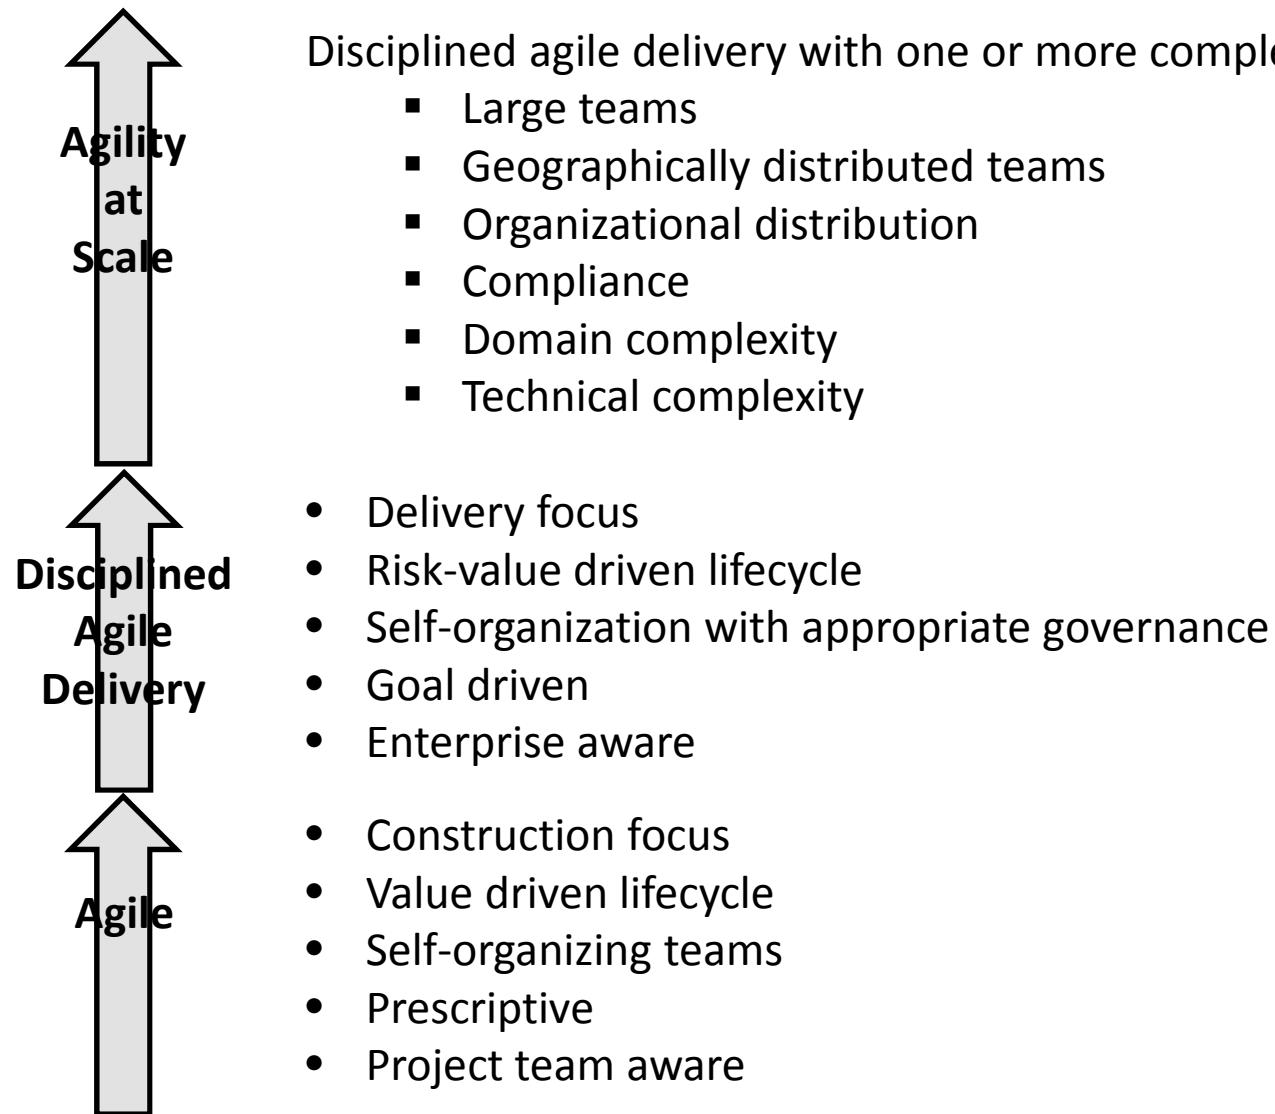 Agility
at
Scale
Disciplined agile delivery with one or more
▪ Large teams
▪ Geographically distributed teams
▪ Organizational distribution
▪ Compliance
▪ Domain complexity
▪ Technical complexity
Disciplined
Agile
Delivery
• Delivery focus
• Risk-value driven lifecycle
• Self-organization with appropriate governance
• Goal driven
• Enterprise aware
Agile
• Construction focus
• Value driven lifecycle
• Self-organizing teams
• Prescriptive
• Project team aware